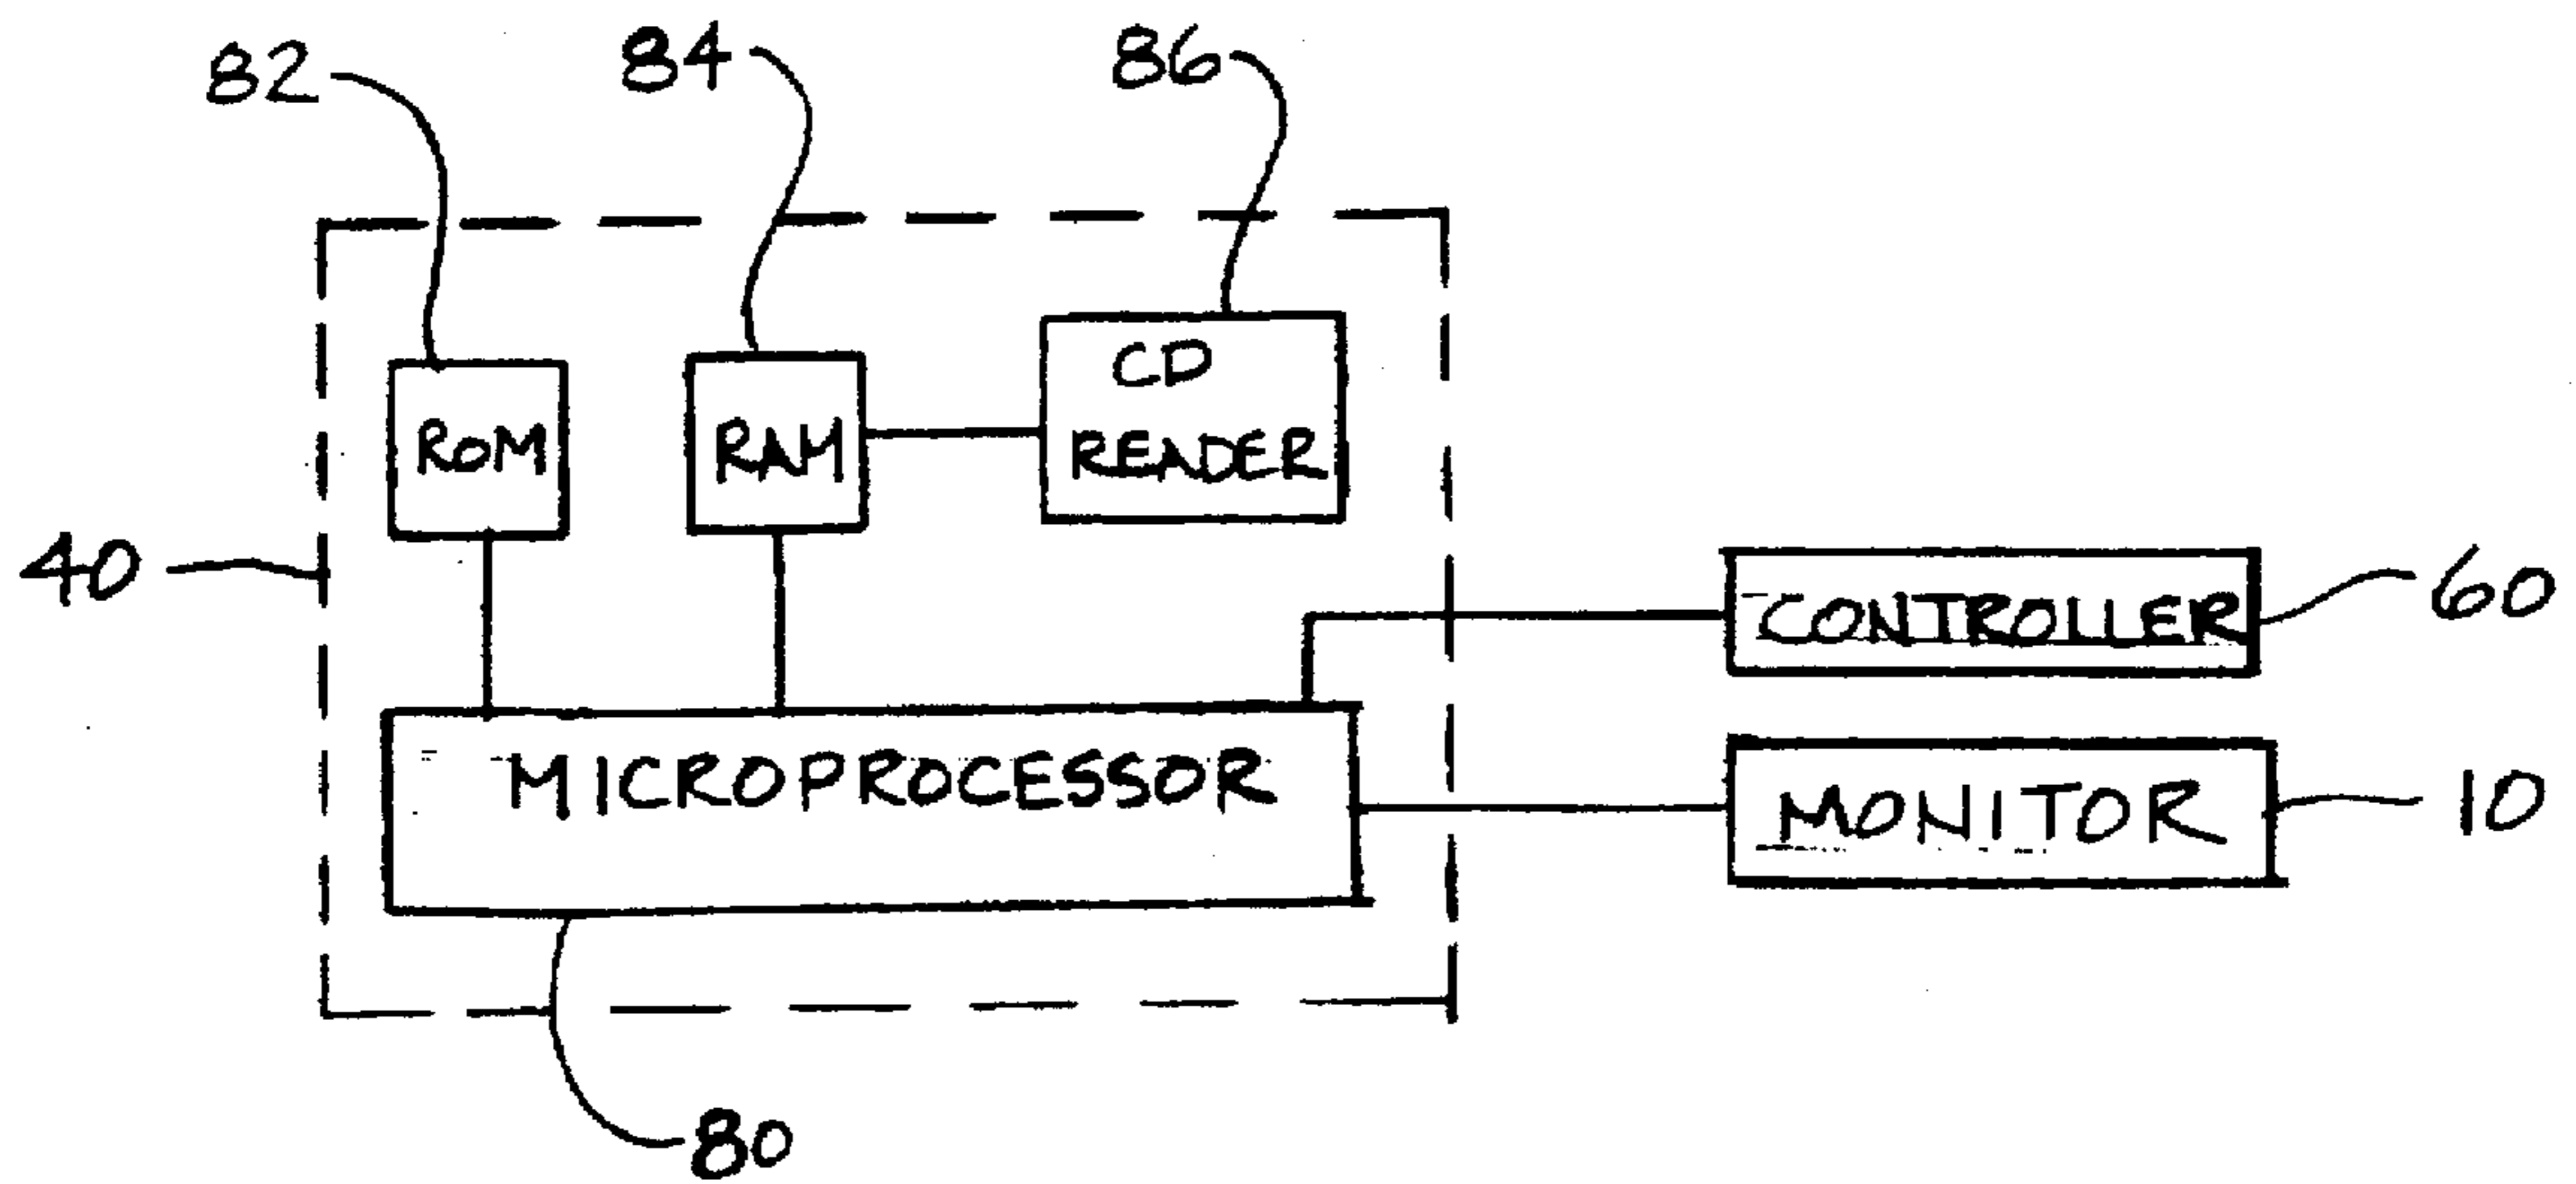 82
84
86
ROM
RAM
CD
READER
40
CONTROLLER
60
MICROPROCESSOR
MONITOR
10
80